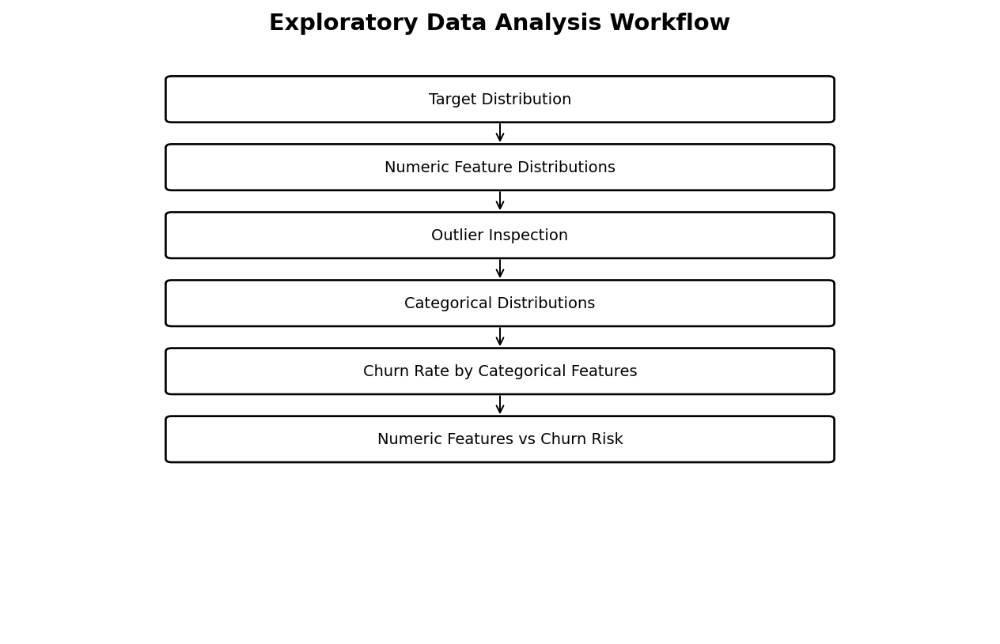 Exploratory Data Analysis Workflow
Target Distribution
Numeric Feature Distributions
Outlier Inspection
Categorical Distributions
Churn Rate by Categorical Features
Numeric Features vs Churn Risk